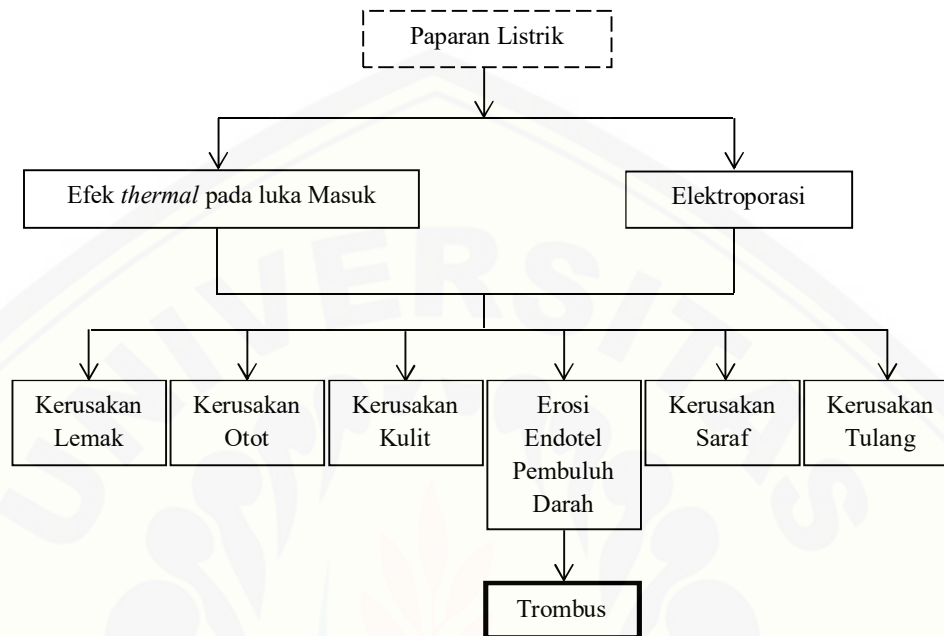 Paparan Listrik
Efek thermal pada luka Masuk
Elektroporasi
Kerusakan
Lemak
Kerusakan
Otot
Kerusakan
Kulit
Erosi
Endotel
Pembuluh
Darah
Kerusakan
Saraf
Kerusakan
Tulang
Trombus
UNIVERSITAS